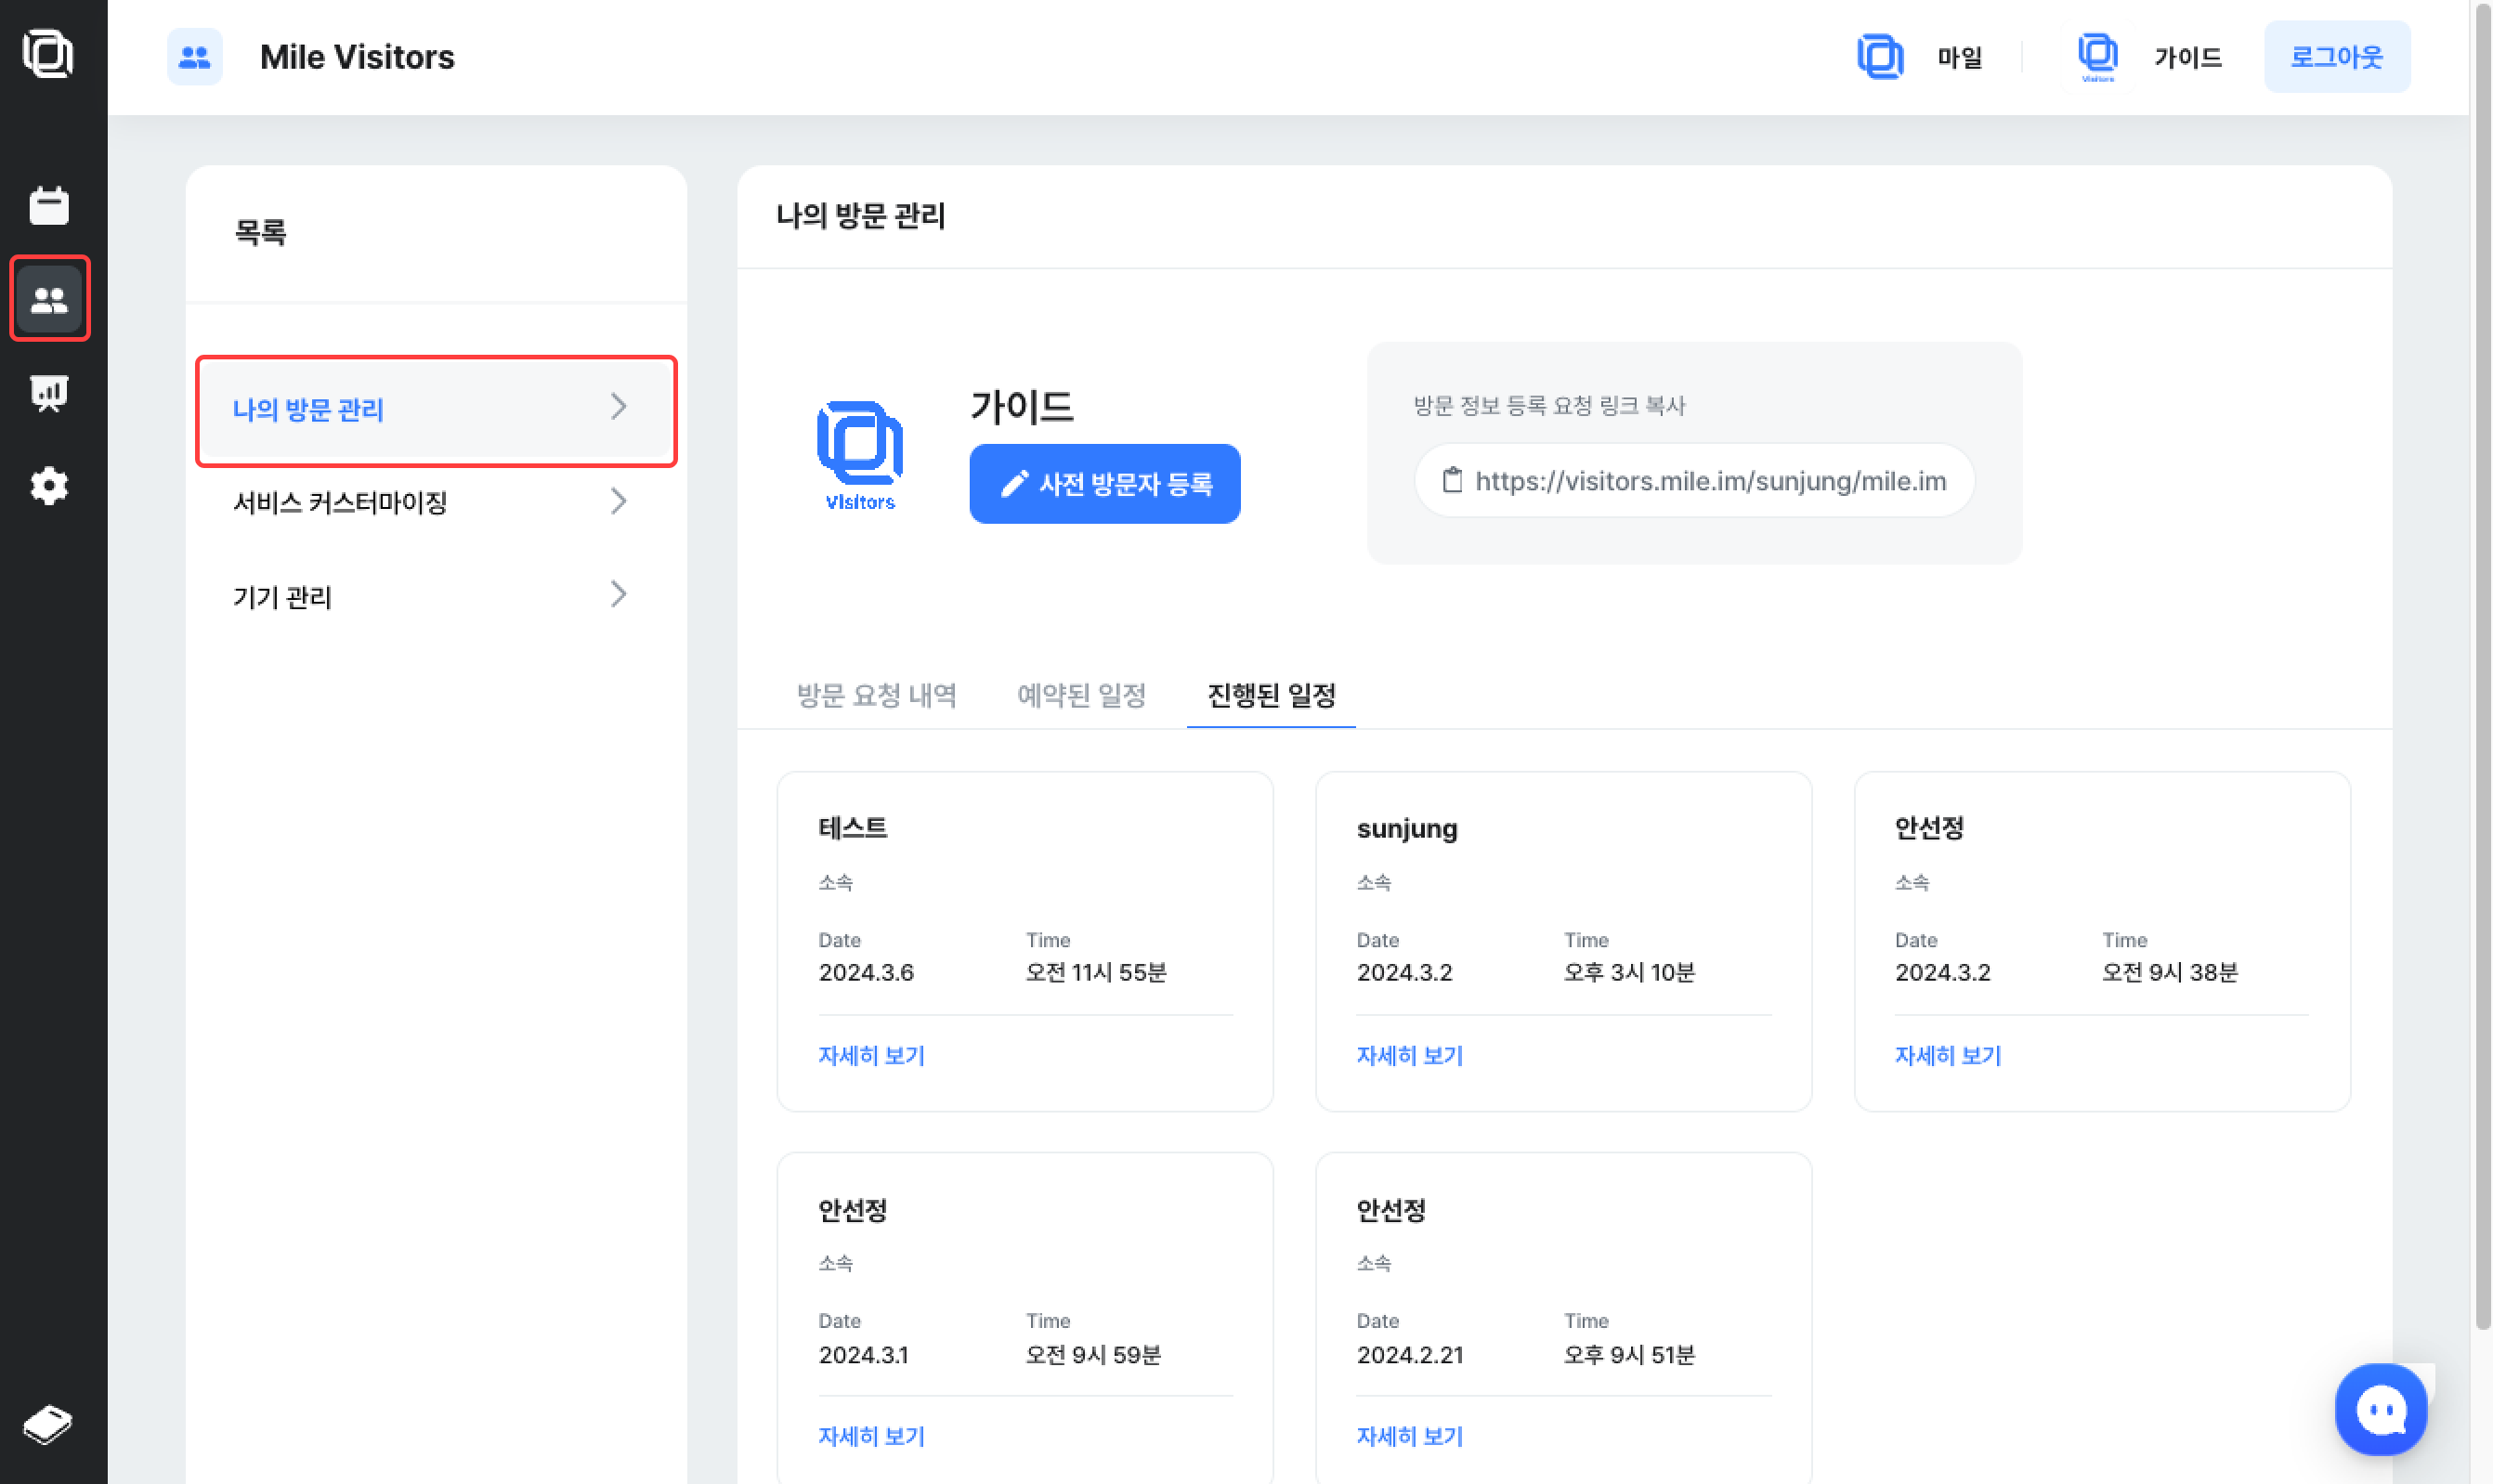 Mile Visitors
마일
Visitors
가이드
로그아웃
목록
나의 방문 관리
서비스 커스터마이징
기기 관리
나의 방문 관리
Visitors
가이드
사전 방문자 등록
방문 정보 등록 요청 링크 복사
https://visitors.mile.im/sunjung/mile.im
방문 요청 내역 예약된 일정 진행된 일정
테스트
소속
Date Time
2024.3.6 오전 11시 55분
자세히 보기
sunjung
소속
Date Time
2024.3.2 오후 3시 10분
자세히 보기
안선정
소속
Date Time
2024.3.2 오전 9시 38분
자세히 보기
안선정
소속
Date Time
2024.3.1 오전 9시 59분
자세히 보기
안선정
소속
Date Time
2024.2.21 오후 9시 51분
자세히 보기